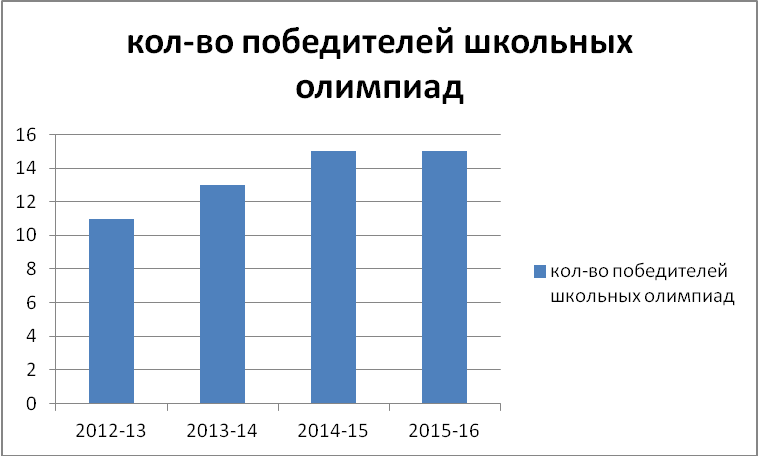 кол-во победителей школьных
олимпиад
16
14
12
10
8
6
4
2
0
2012-13 2013-14 2014-15 2015-16
кол-во победителей
школьных олимпиад